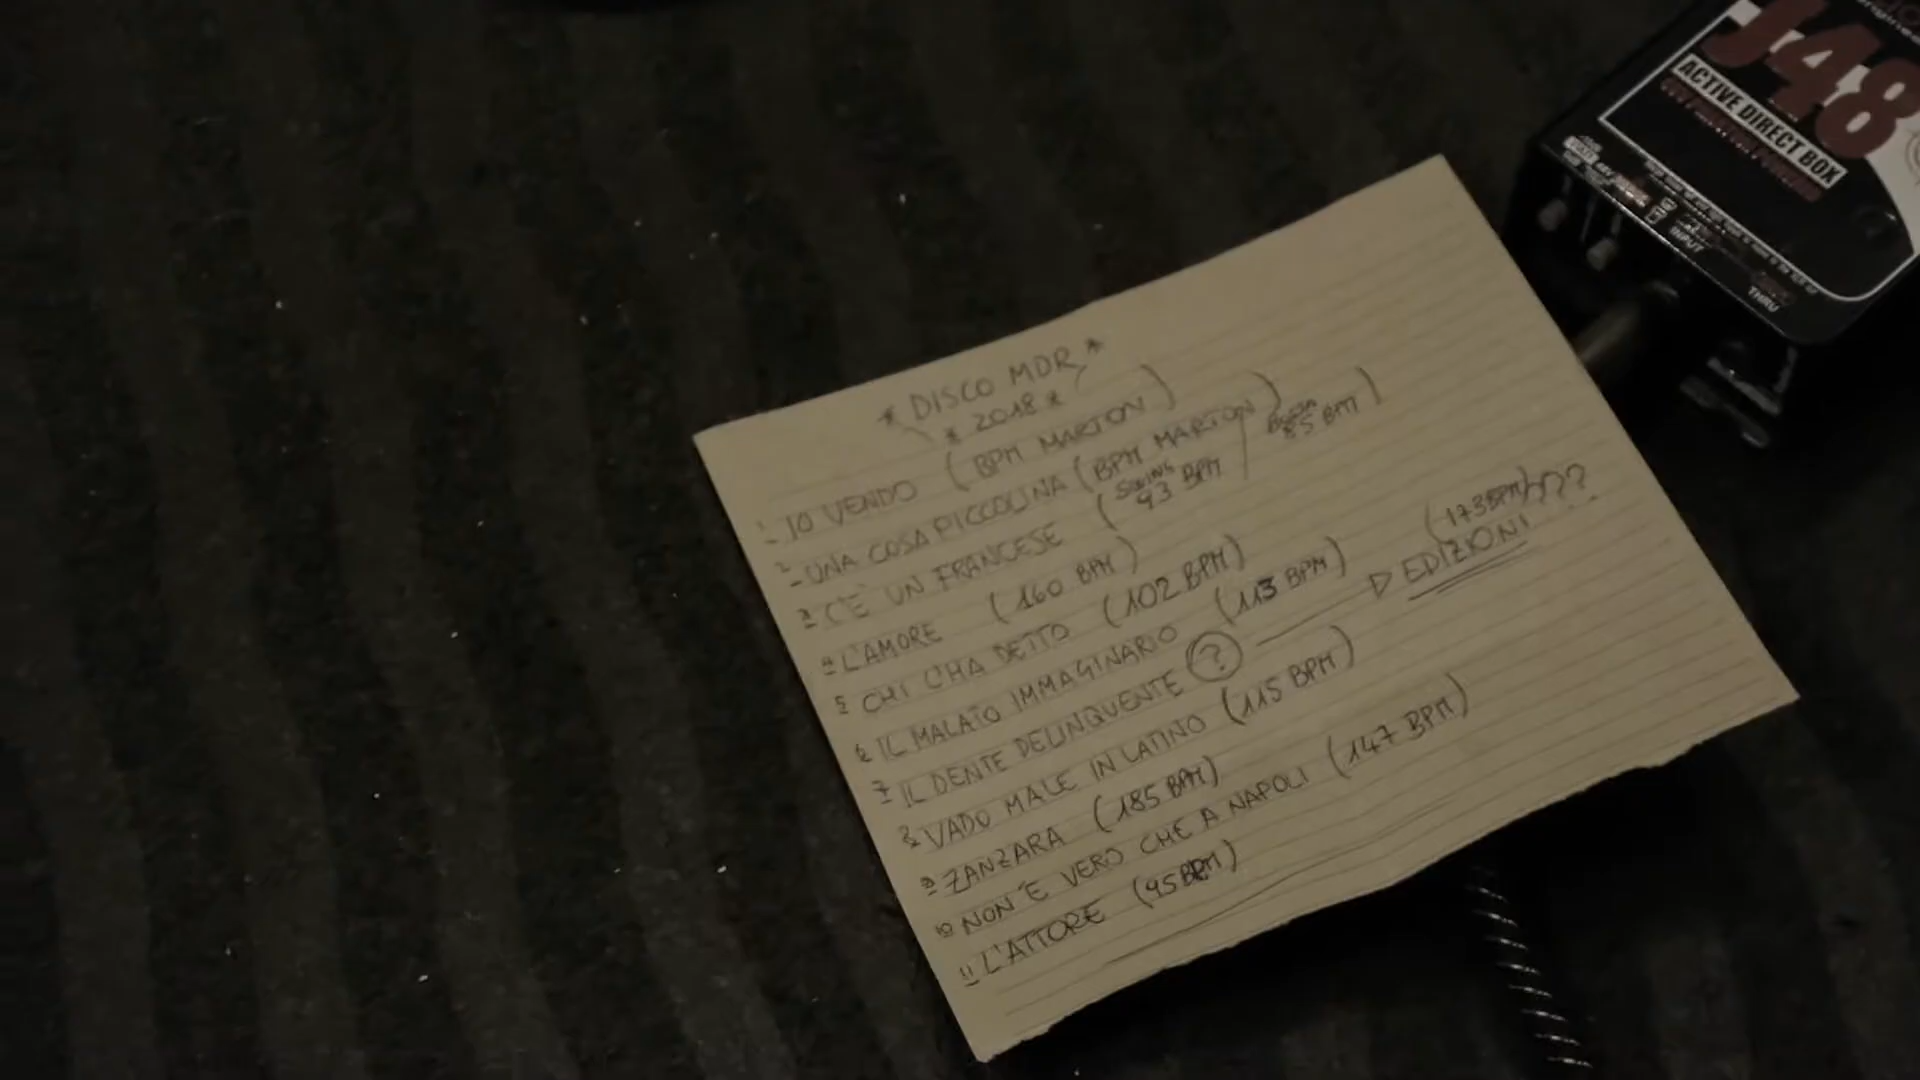 * DISCO MDR *
* 2018 *
1 - IO VENDO (BPM MARTON)
2 - UNA COSA PICCOLINA (BPM MARTON)
3 C'È UN FRANCESE (SWING 93 BPM / 85 BPM)
4 L'AMORE (160 BPM)
5 CHI L'HA DETTO (102 BPM)
6 IL MALATO IMMAGINARIO (113 BPM)
7 IL DENTE DELINQUENTE ? → EDIZIONI (173 BPM) ???
8 VADO MALE IN LATINO (115 BPM)
9 ZANZARA (185 BPM)
10 NON È VERO CHE A NAPOLI (147 BPM)
11 L'ATTORE (95 BPM)
J48
ACTIVE DIRECT BOX
INPUT
THRU